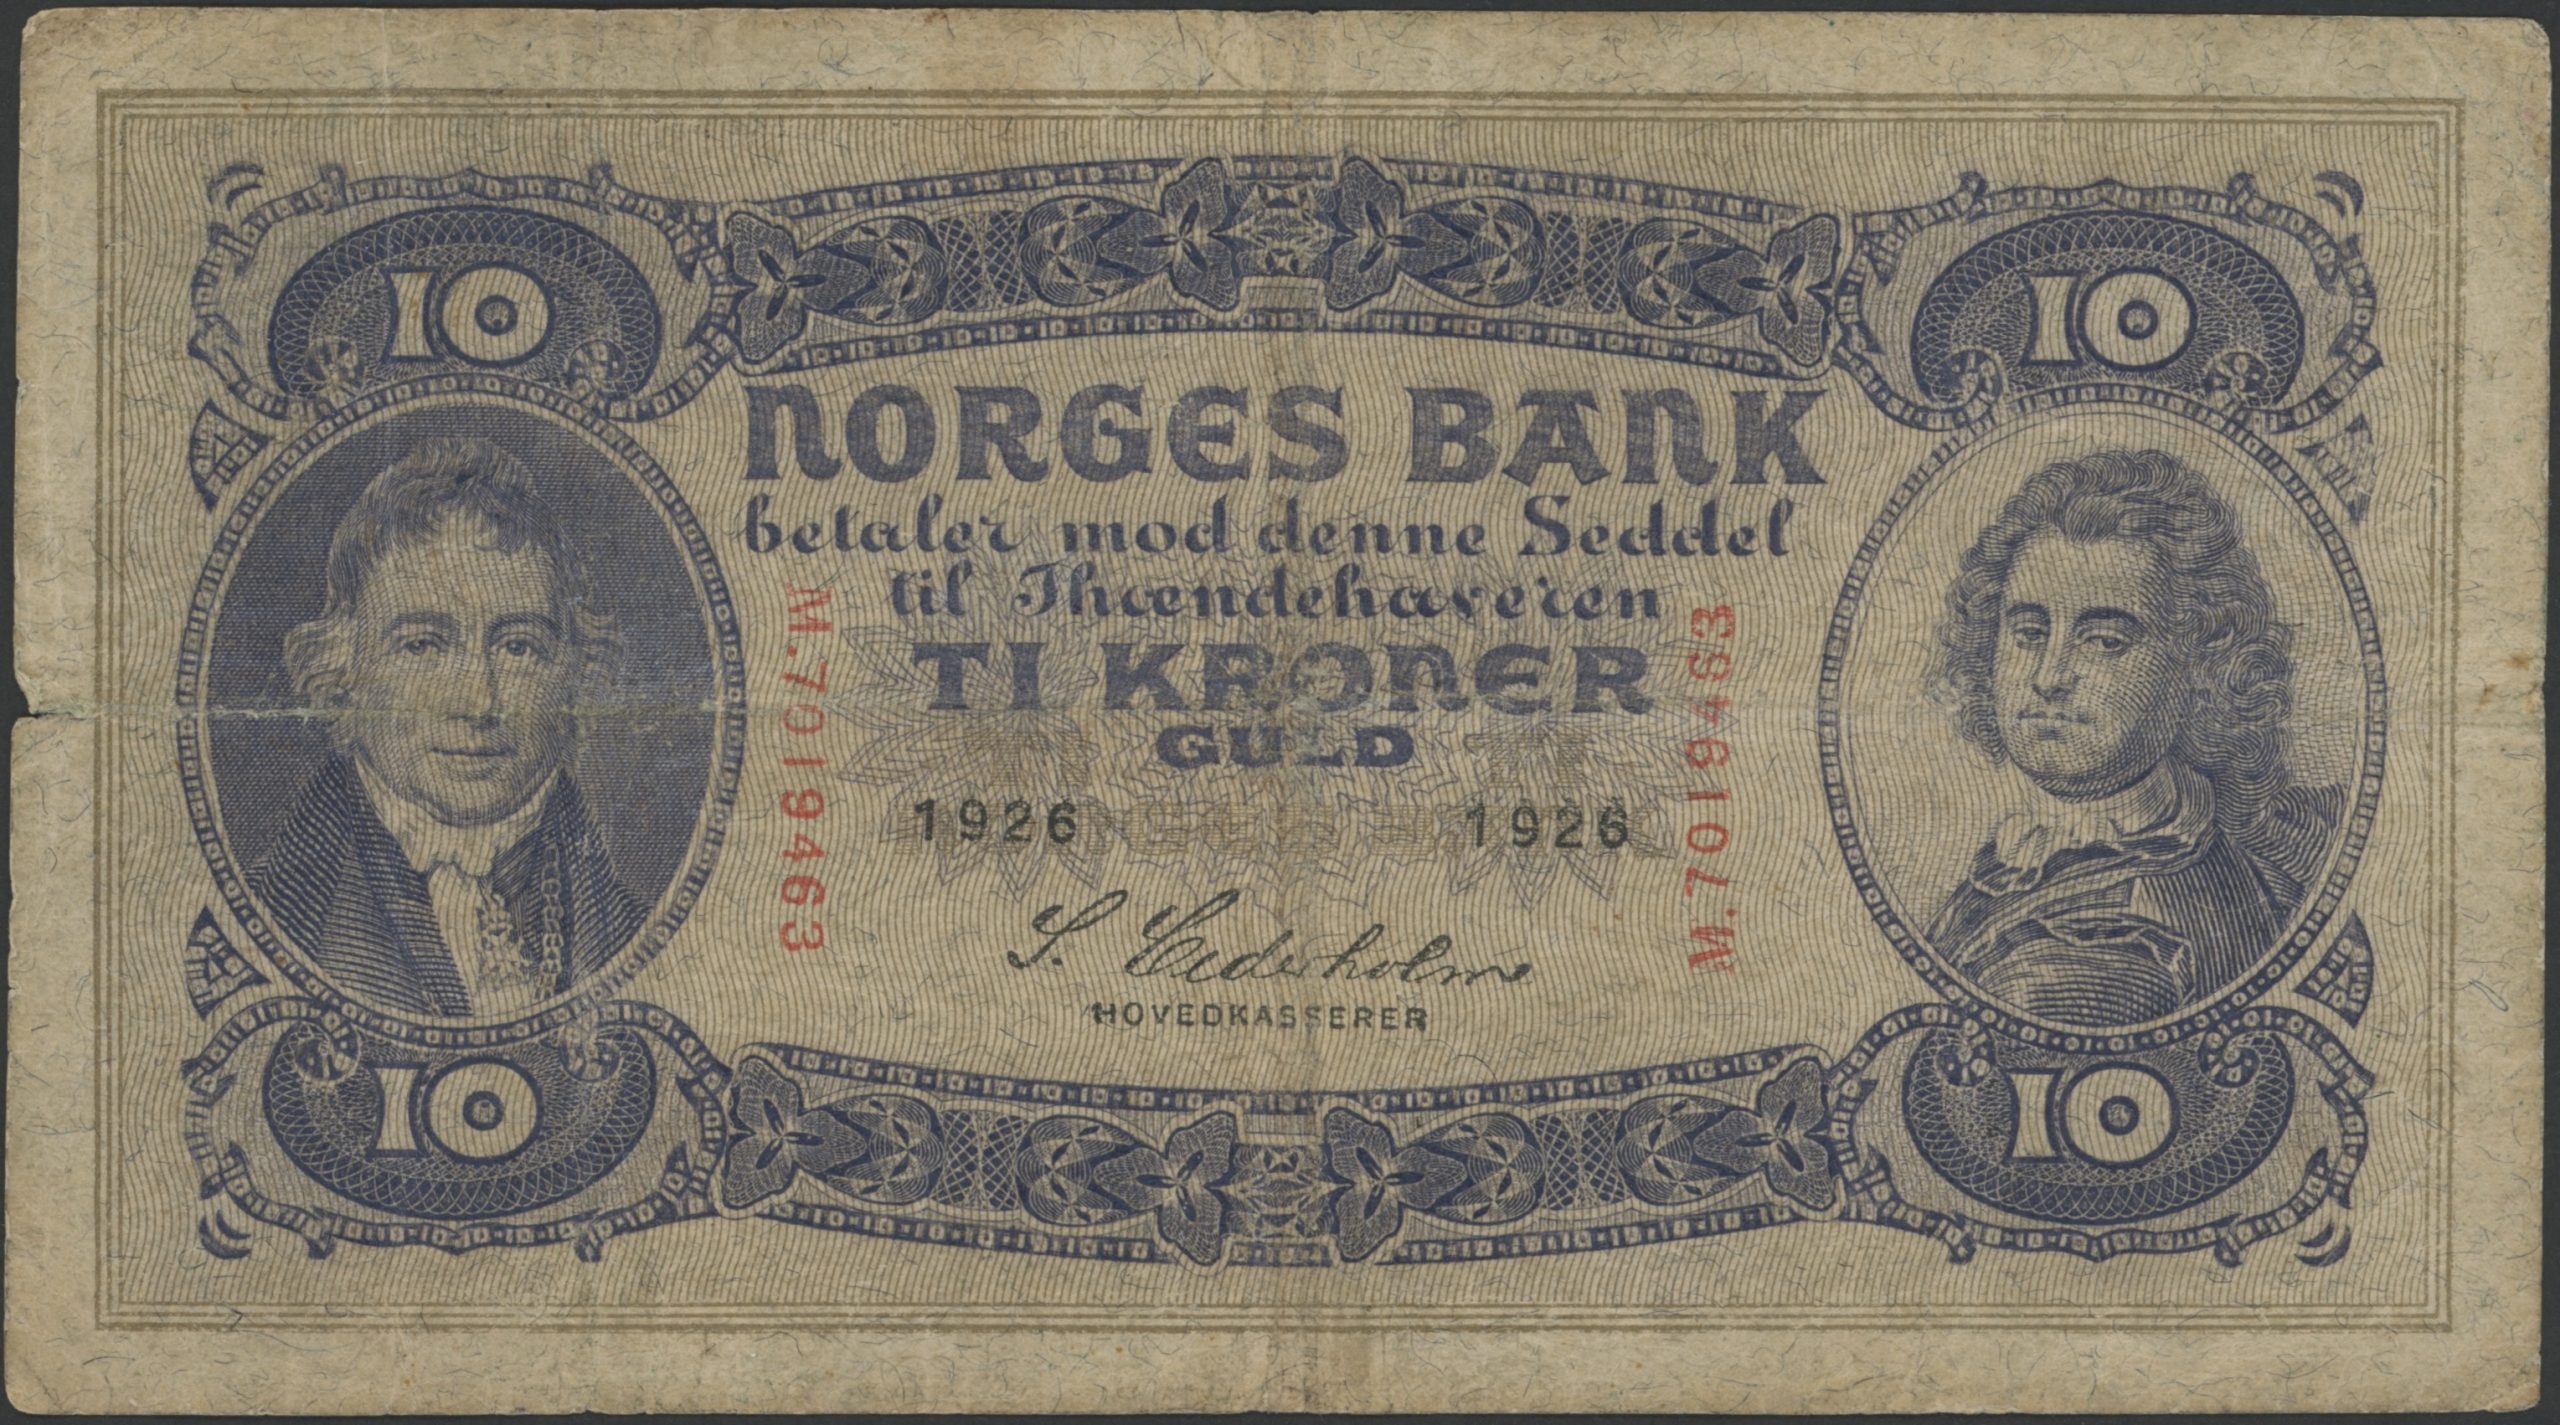 10
10
NORGES BANK
betaler mod denne Seddel
til Ihændehaveren
TI KRONER
GULD
M.7019463
M.7019463
1926 1926
S. Cederholm
HOVEDKASSERER
10
10